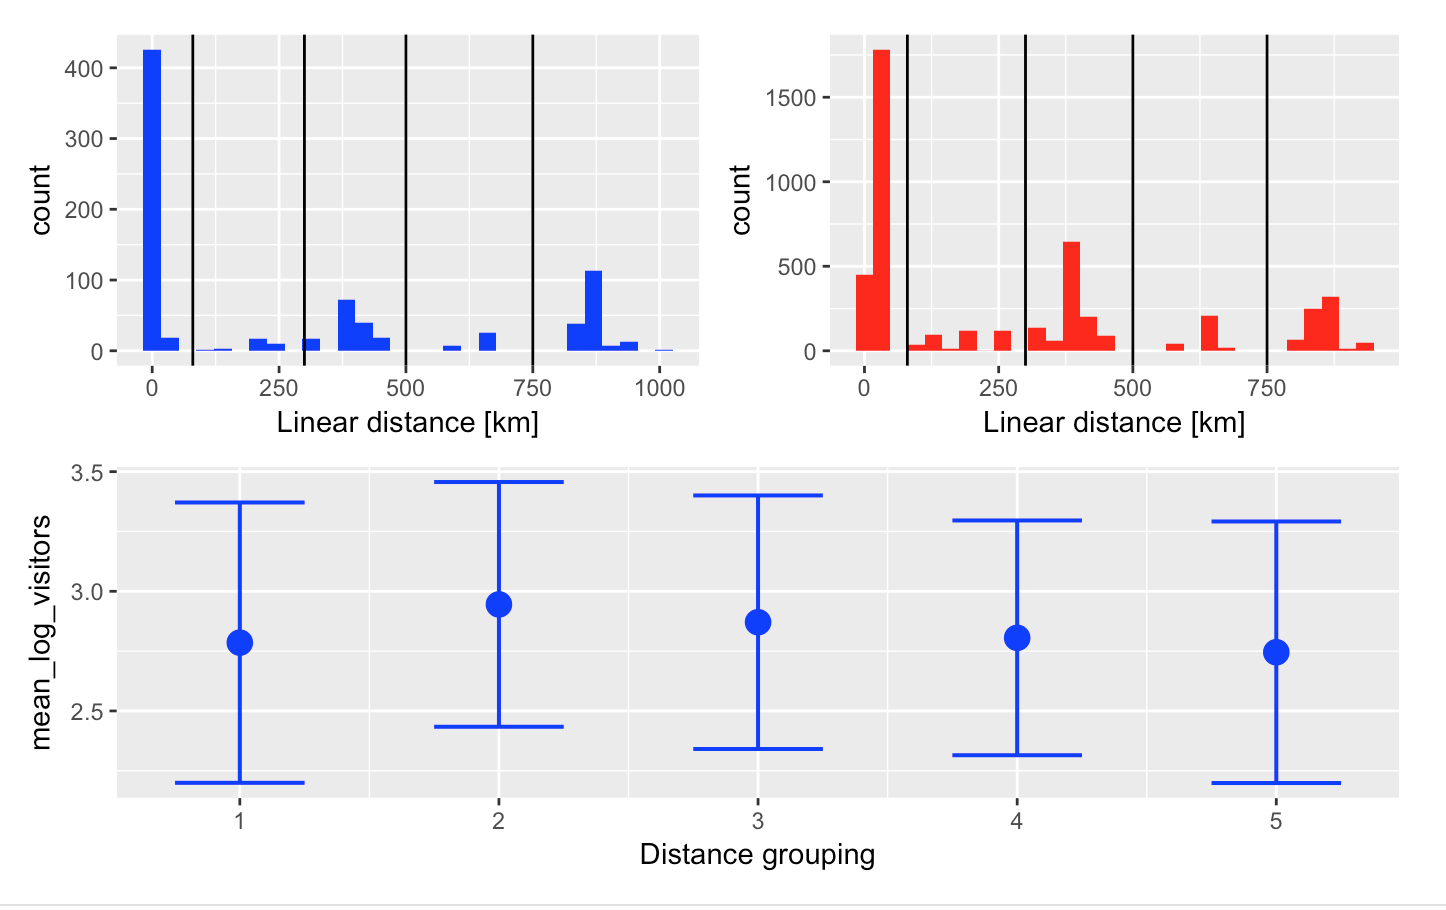 400
300
200
100
0
count
0 250 500 750 1000
Linear distance [km]
1500
1000
500
0
count
0 250 500 750
Linear distance [km]
3.5
3.0
2.5
mean_log_visitors
1 2 3 4 5
Distance grouping